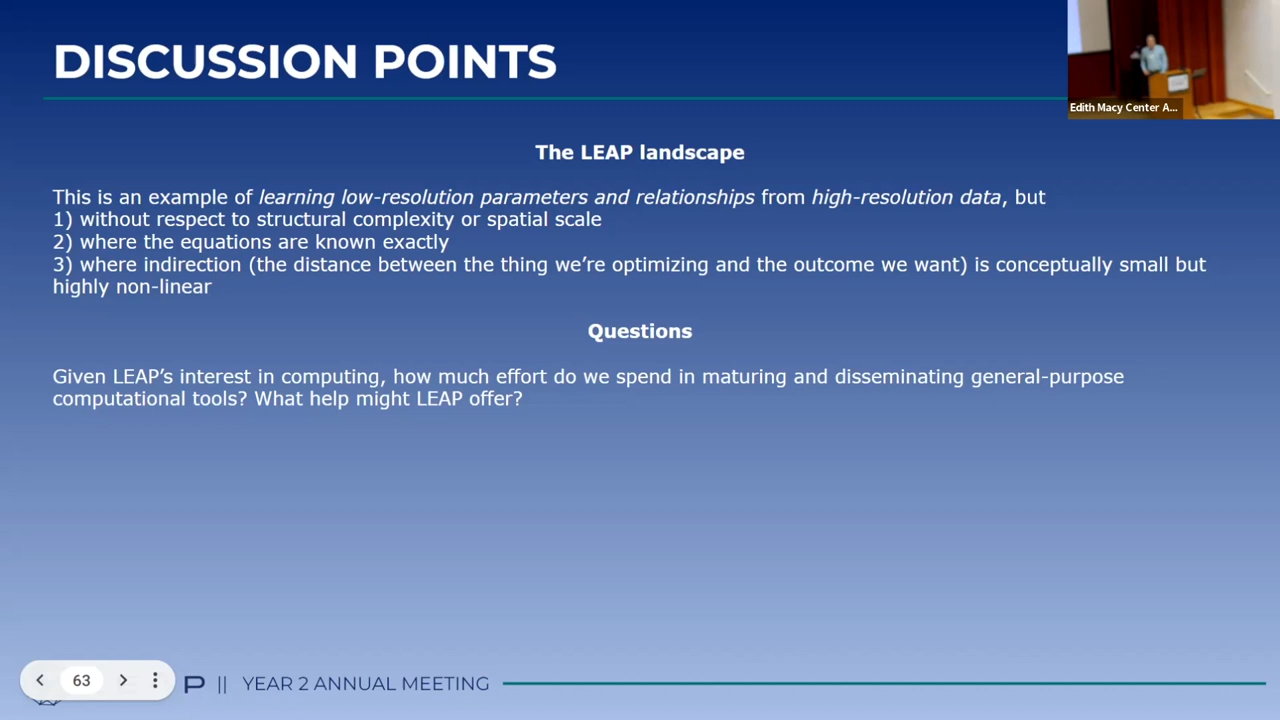 DISCUSSION POINTS
Edith Macy Center A...
The LEAP landscape
This is an example of learning low-resolution parameters and relationships from high-resolution data, but
1) without respect to structural complexity or spatial scale
2) where the equations are known exactly
3) where indirection (the distance between the thing we’re optimizing and the outcome we want) is conceptually small but
highly non-linear
Questions
Given LEAP’s interest in computing, how much effort do we spend in maturing and disseminating general-purpose
computational tools? What help might LEAP offer?
63
P || YEAR 2 ANNUAL MEETING